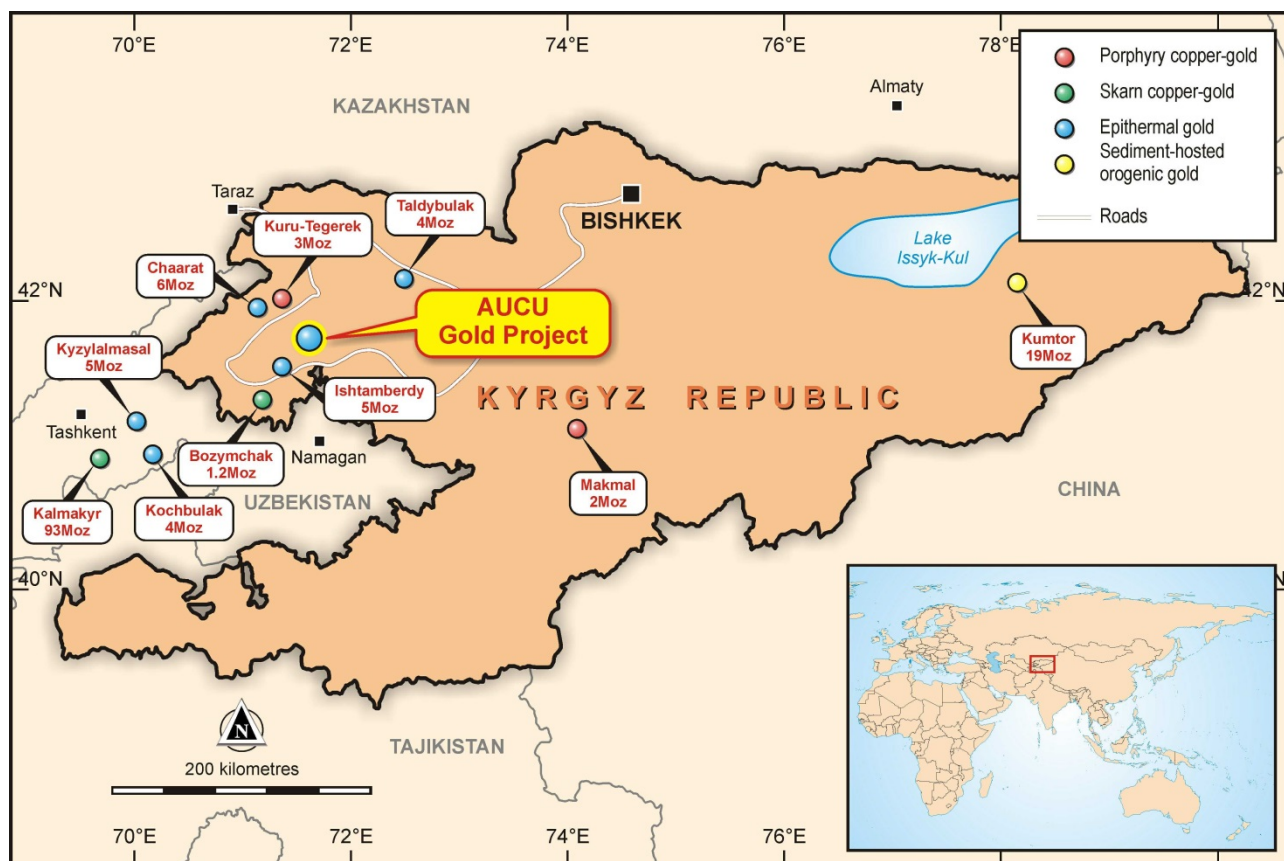 70°E
72°E
74°E
76°E
78°E
Porphyry copper-gold
Skarn copper-gold
Epithermal gold
Sediment-hosted
orogenic gold
Roads
Almaty
KAZAKHSTAN
Taraz
Kuru-Tegerek
3Moz
Taldybulak
4Moz
BISHKEK
Lake
Issyk-Kul
Chaarat
6Moz
42°N
42°N
AUCU
Gold Project
Kumtor
19Moz
Kyzylalmasal
5Moz
Ishtamberdy
5Moz
KYRGYZ REPUBLIC
Tashkent
Bozymchak
1.2Moz
Namagan
Makmal
2Moz
Kalmakyr
93Moz
Kochbulak
4Moz
UZBEKISTAN
CHINA
40°N
N
TAJIKISTAN
200 kilometres
70°E
72°E
74°E
76°E